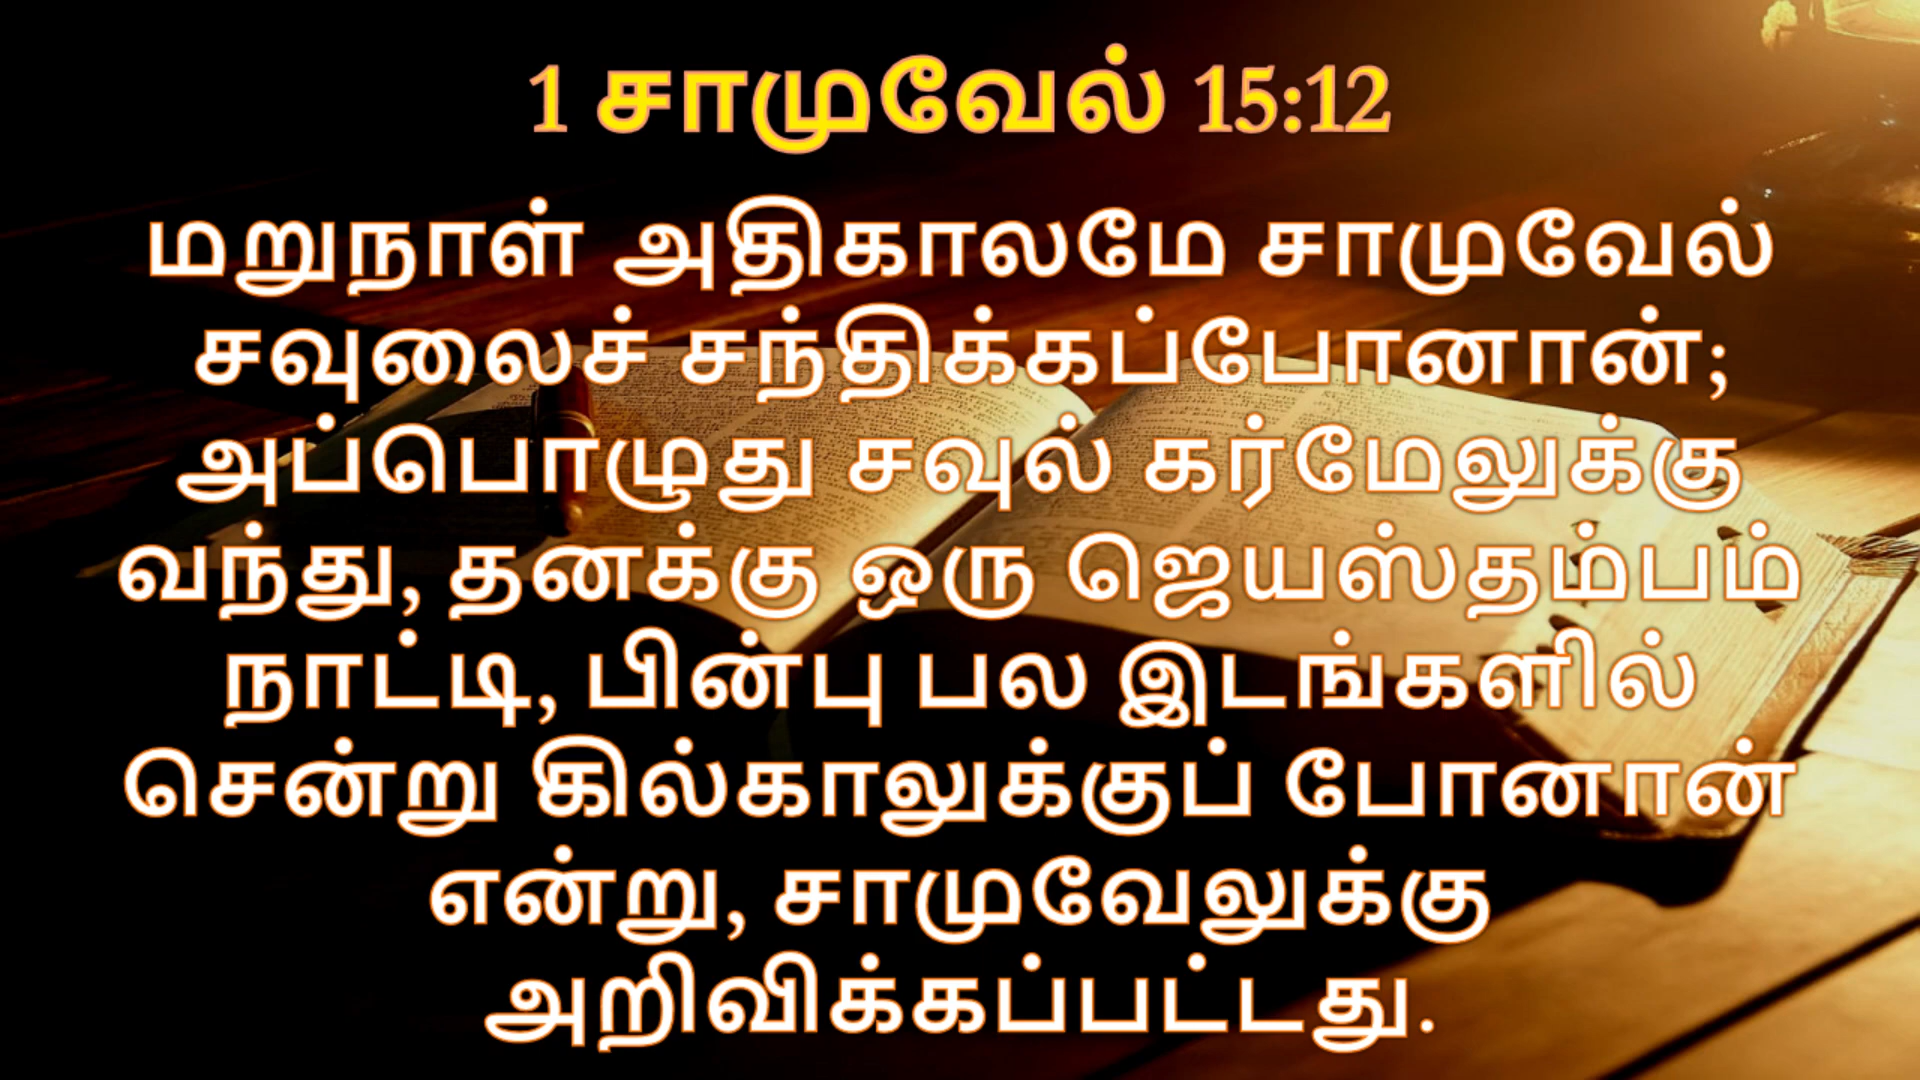 1 சாமுவேல் 15:12
மறுநாள் அதிகாலமே சாமுவேல்
சவுலைச் சந்திக்கப்போனான்;
அப்பொழுது சவுல் கர்மேலுக்கு
வந்து, தனக்கு ஒரு ஜெயஸ்தம்பம்
நாட்டி, பின்பு பல இடங்களில்
சென்று கில்காலுக்குப் போனான்
என்று, சாமுவேலுக்கு
அறிவிக்கப்பட்டது.